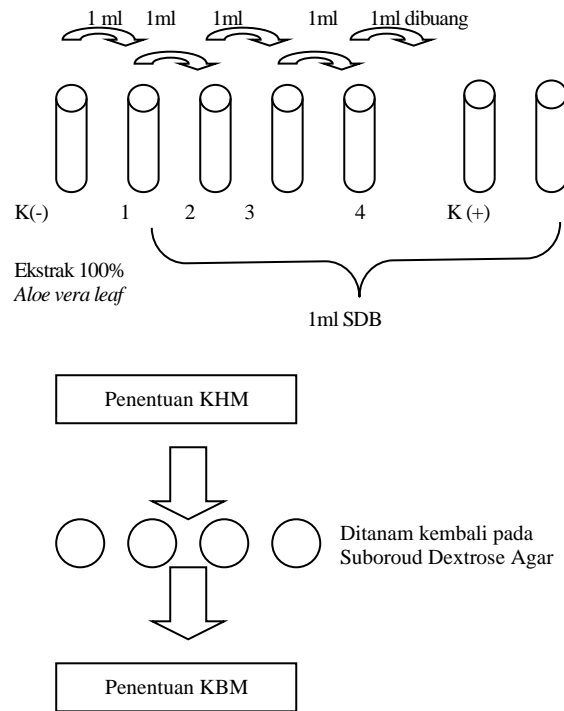 1 ml 1ml 1ml 1ml 1ml dibuang
K(-) 1 2 3 4 K (+)
Ekstrak 100%
Aloe vera leaf
1ml SDB
Penentuan KHM
Ditanam kembali pada
Suboroud Dextrose Agar
Penentuan KBM